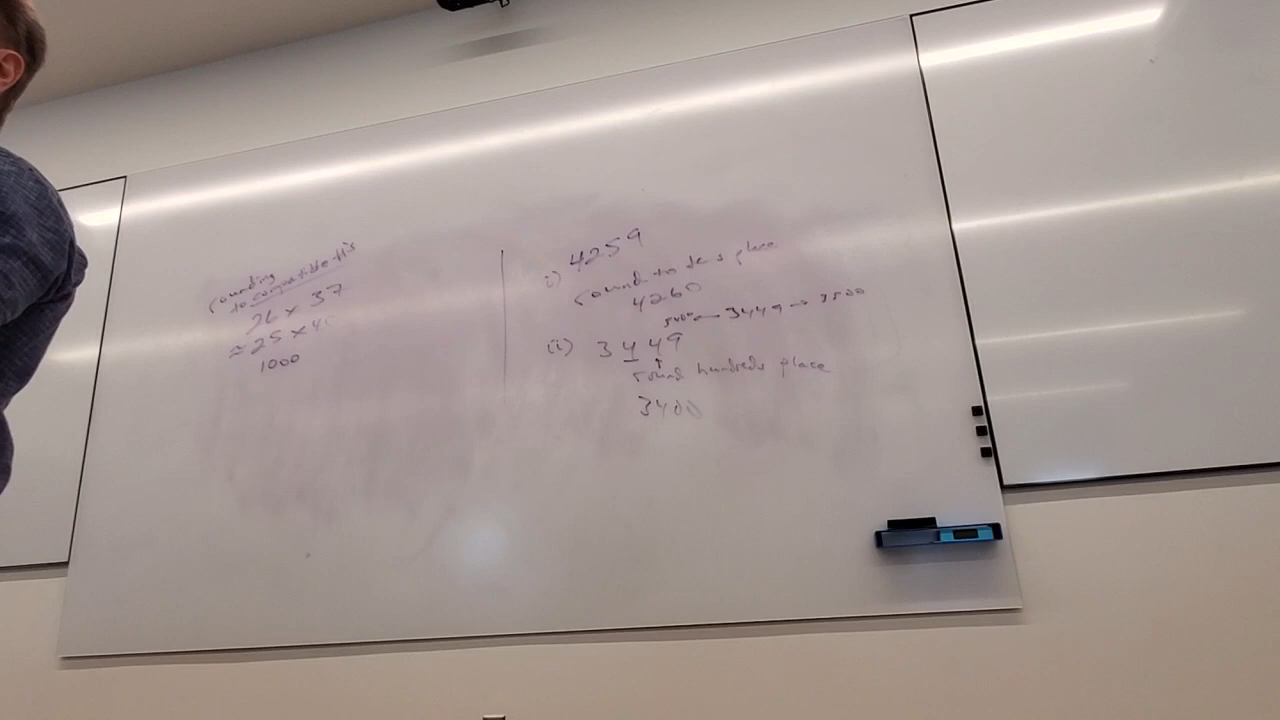 rounding
to compatible #'s
26 x 37
≈ 25 x 40
1000
i) 4259
round to tens place
4260
3400 ← 3449 → 3500
(ii) 3449
round hundreds place
3400